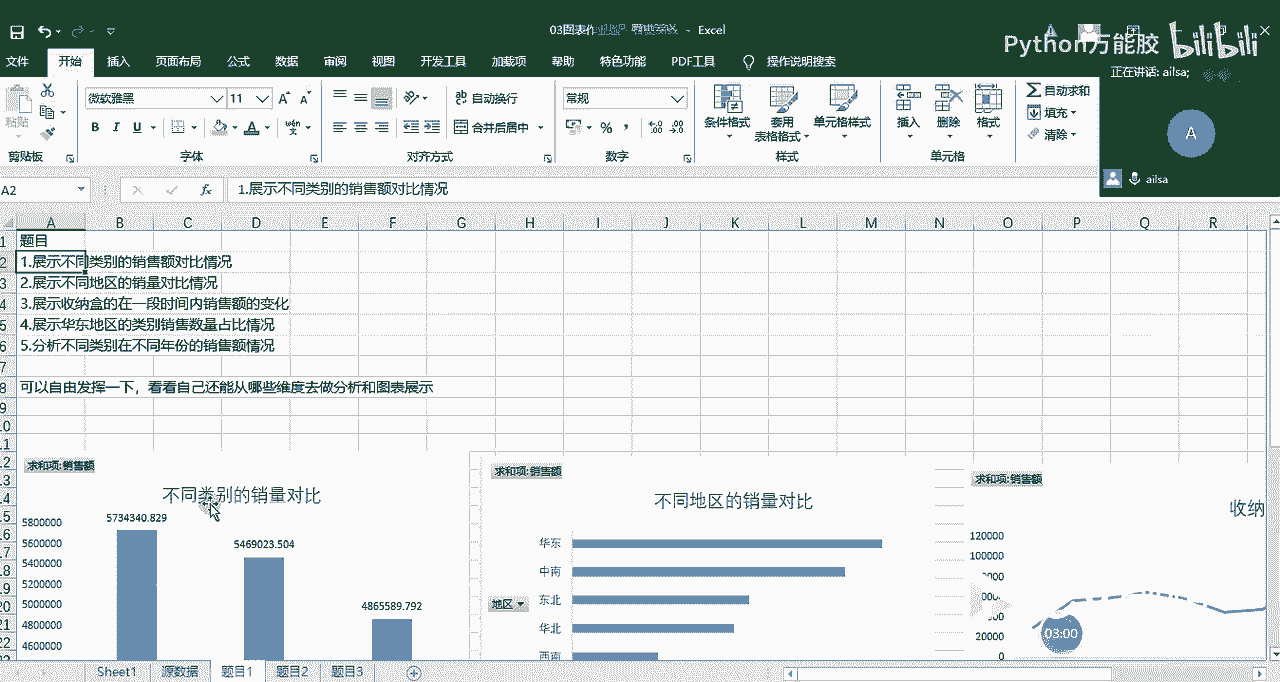 - Excel
Python万能胶 bilibili
正在讲话: ailsa;
文件 开始 插入 页面布局 公式 数据 审阅 视图 开发工具 加载项 帮助 特色功能 PDF工具 操作说明搜索
粘贴 微软雅黑 11 A A ab 自动换行 常规 条件格式 套用 表格格式 单元格样式 插入 删除 格式 自动求和
B I U A wén 合并后居中 % , 填充
清除
剪贴板 字体 对齐方式 数字 样式 单元格
A
ailsa
A2 fx 1.展示不同类别的销售额对比情况
A B C D E F G H I J K L M N O P Q R
1 题目
2 1.展示不同类别的销售额对比情况
3 2.展示不同地区的销量对比情况
4 3.展示收纳盒的在一段时间内销售额的变化
5 4.展示华东地区的类别销售数量占比情况
6 5.分析不同类别在不同年份的销售额情况
7
8 可以自由发挥一下，看看自己还能从哪些维度去做分析和图表展示
9
求和项:销售额
不同类别的销量对比
5734340.829
5469023.504
4865589.792
5800000
5600000
5400000
5200000
5000000
4800000
4600000
求和项:销售额
不同地区的销量对比
华东
中南
东北
华北
西南
地区
求和项:销售额
收纳
120000
100000
20000
0
03:00
Sheet1 源数据 题目1 题目2 题目3